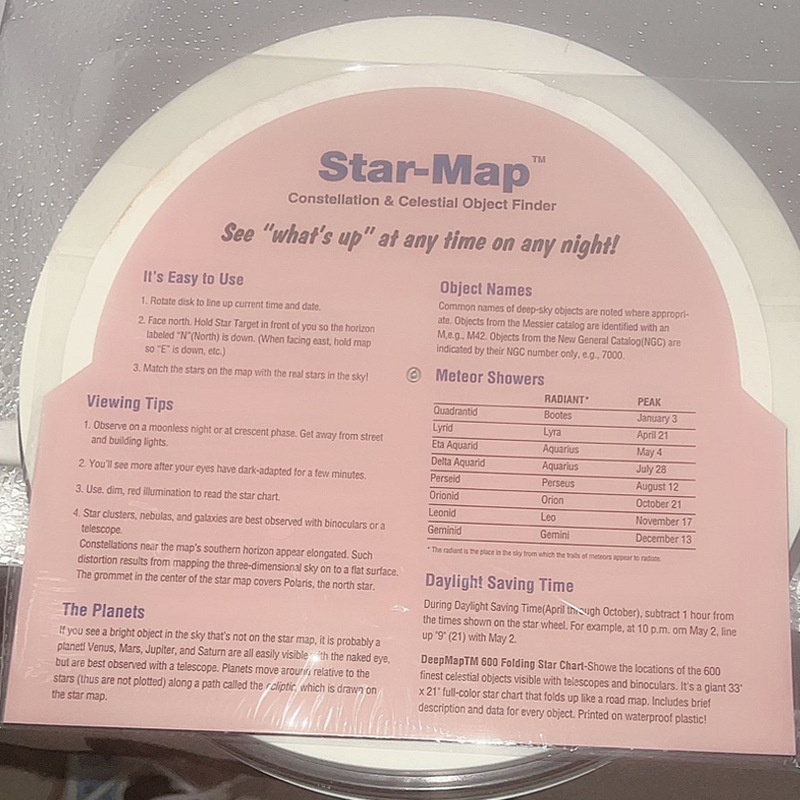 Star-Map™
Constellation & Celestial Object Finder
See "what's up" at any time on any night!
It's Easy to Use
1. Rotate disk to line up current time and date.
2. Face north. Hold Star Target in front of you so the horizon
labeled "N"(North) is down. (When facing east, hold map
so "E" is down, etc.)
3. Match the stars on the map with the real stars in the sky!
Viewing Tips
1. Observe on a moonless night or at crescent phase. Get away from street
and building lights.
2. You'll see more after your eyes have dark-adapted for a few minutes.
3. Use. dim, red illumination to read the star chart.
4. Star clusters, nebulas, and galaxies are best observed with binoculars or a
telescope.
Constellations near the map's southern horizon appear elongated. Such
distortion results from mapping the three-dimensional sky on to a flat surface.
The grommet in the center of the star map covers Polaris, the north star.
The Planets
If you see a bright object in the sky that's not on the star map, it is probably a
planet! Venus, Mars, Jupiter, and Saturn are all easily visible with the naked eye,
but are best observed with a telescope. Planets move around relative to the
stars (thus are not plotted) along a path called the ecliptic, which is drawn on
the star map.
Object Names
Common names of deep-sky objects are noted where appropri-
ate. Objects from the Messier catalog are identified with an
M,e.g., M42. Objects from the New General Catalog(NGC) are
indicated by their NGC number only, e.g., 7000.
Meteor Showers
RADIANT* PEAK
Quadrantid Bootes January 3
Lyrid Lyra April 21
Eta Aquarid Aquarius May 4
Delta Aquarid Aquarius July 28
Perseid Perseus August 12
Orionid Orion October 21
Leonid Leo November 17
Geminid Gemini December 13
* The radiant is the place in the sky from which the trails of meteors appear to radiate.
Daylight Saving Time
During Daylight Saving Time(April through October), subtract 1 hour from
the times shown on the star wheel. For example, at 10 p.m. om May 2, line
up "9" (21) with May 2.
DeepMapTM 600 Folding Star Chart-Showe the locations of the 600
finest celestial objects visible with telescopes and binoculars. It's a giant 33"
x 21" full-color star chart that folds up like a road map. Includes brief
description and data for every object. Printed on waterproof plastic!